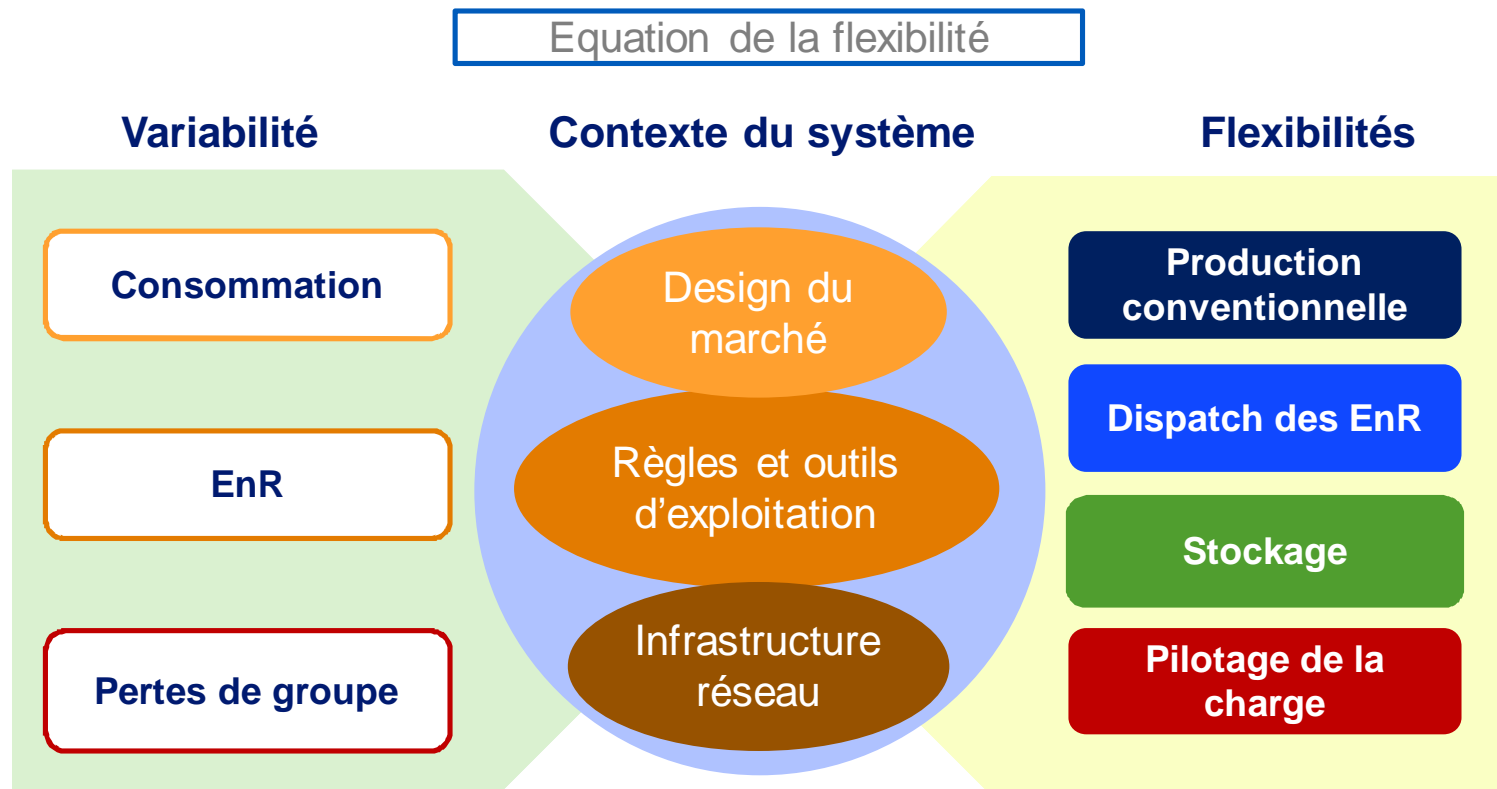 Equation de la flexibilité
Variabilité
Contexte du système
Flexibilités
Consommation
EnR
Pertes de groupe
Design du
marché
Règles et outils
d’exploitation
Infrastructure
réseau
Production
conventionnelle
Dispatch des EnR
Stockage
Pilotage de la
charge